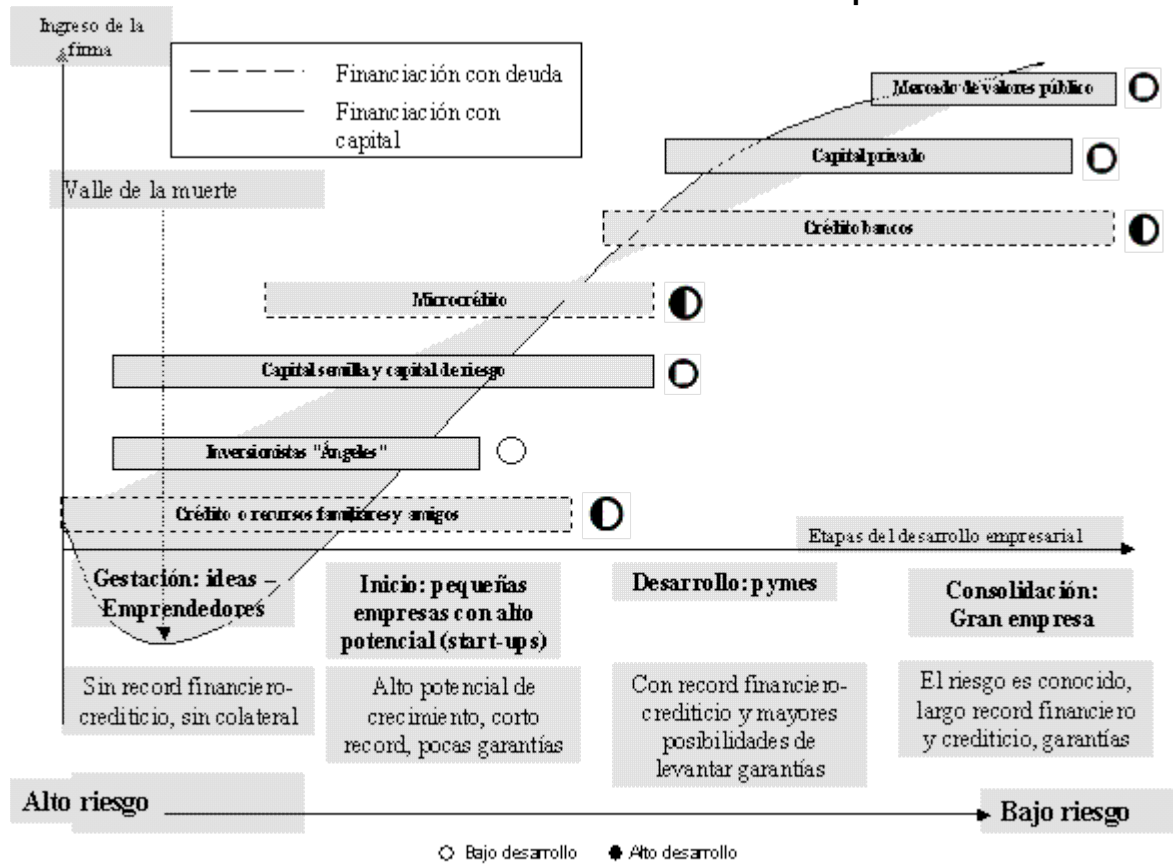 Ingreso de la
firma
Financiación con deuda
Financiación con
capital
Valle de la muerte
Mercado de valores público
Capital privado
Crédito bancos
Microcrédito
Capital semilla y capital de riesgo
Inversionistas "Ángeles"
Crédito o recursos familiares y amigos
Etapas del desarrollo empresarial
Gestación: ideas –
Emprendedores
Inicio: pequeñas
empresas con alto
potencial (start-ups)
Desarrollo: pymes
Consolidación:
Gran empresa
Sin record financiero-
crediticio, sin colateral
Alto potencial de
crecimiento, corto
record, pocas garantías
Con record financiero-
crediticio y mayores
posibilidades de
levantar garantías
El riesgo es conocido,
largo record financiero
y crediticio, garantías
Alto riesgo
Bajo riesgo
Bajo desarrollo
Alto desarrollo